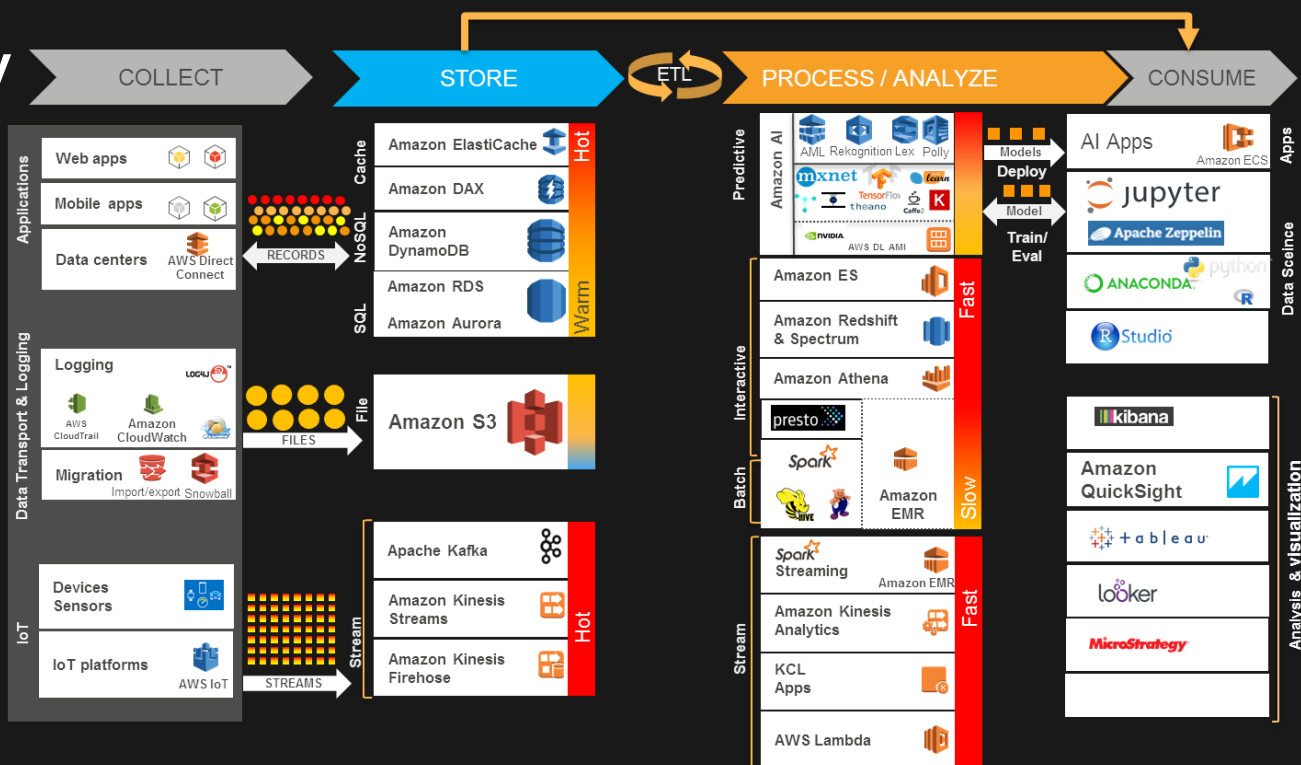 COLLECT
STORE
ETL
PROCESS / ANALYZE
CONSUME
Applications
Web apps
Mobile apps
Data centers
AWS Direct
Connect
RECORDS
Data Transport & Logging
Logging
LOG4J
AWS
CloudTrail
Amazon
CloudWatch
Migration
Import/export
Snowball
FILES
IoT
Devices
Sensors
IoT platforms
AWS IoT
STREAMS
Cache
Amazon ElastiCache
Amazon DAX
NoSQL
Amazon
DynamoDB
SQL
Amazon RDS
Amazon Aurora
Hot
Warm
File
Amazon S3
Stream
Apache Kafka
Amazon Kinesis
Streams
Amazon Kinesis
Firehose
Hot
Predictive
Amazon AI
AML
Rekognition
Lex
Polly
mxnet
TensorFlow
learn
theano
Caffe2
K
NVIDIA
AWS DL AMI
Interactive
Amazon ES
Amazon Redshift
& Spectrum
Amazon Athena
presto
Batch
Spark
HIVE
Amazon
EMR
Fast
Slow
Stream
Spark
Streaming
Amazon EMR
Amazon Kinesis
Analytics
KCL
Apps
K
AWS Lambda
Fast
Models
Deploy
Model
Train/
Eval
Apps
AI Apps
Amazon ECS
Data Sceince
jupyter
Apache Zeppelin
ANACONDA
python
R
R Studio
Analysis & visualization
kibana
Amazon
QuickSight
+ableau
looker
MicroStrategy